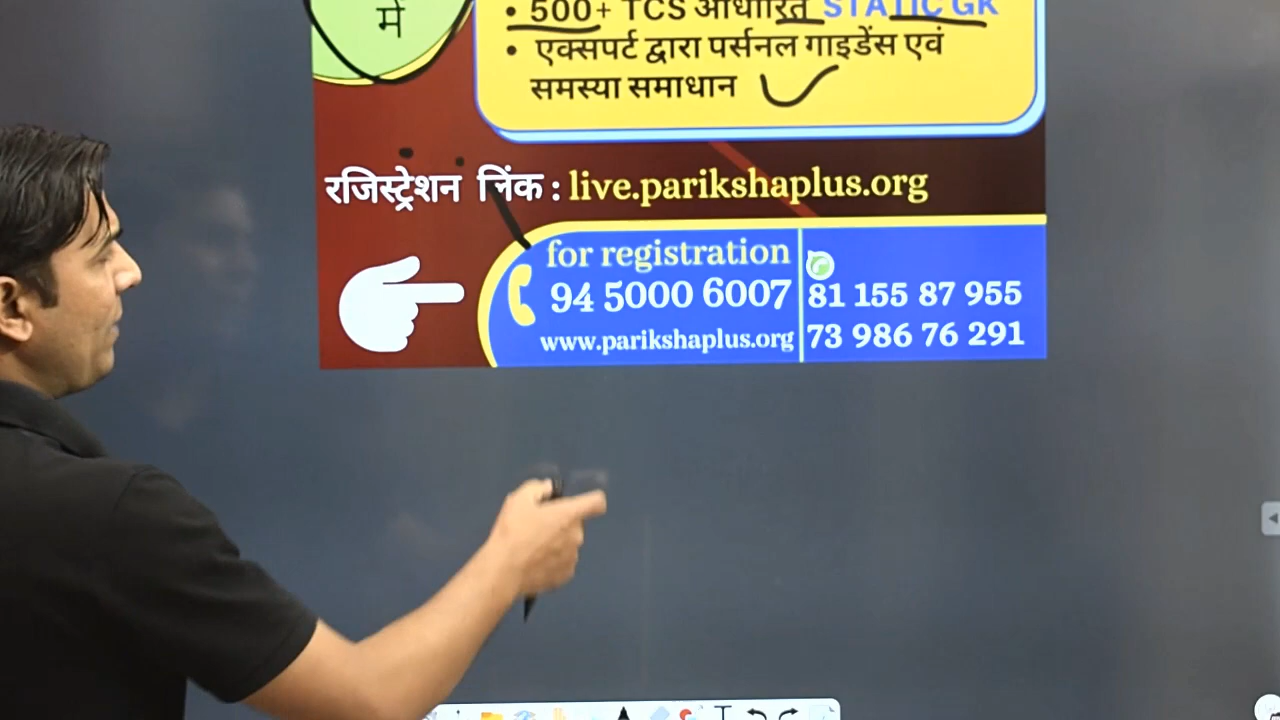 में
• 500+ TCS आधारित STATIC GK
• एक्सपर्ट द्वारा पर्सनल गाइडेंस एवं
समस्या समाधान
रजिस्ट्रेशन लिंक : live.parikshaplus.org
for registration
94 5000 6007
www.parikshaplus.org
81 155 87 955
73 986 76 291